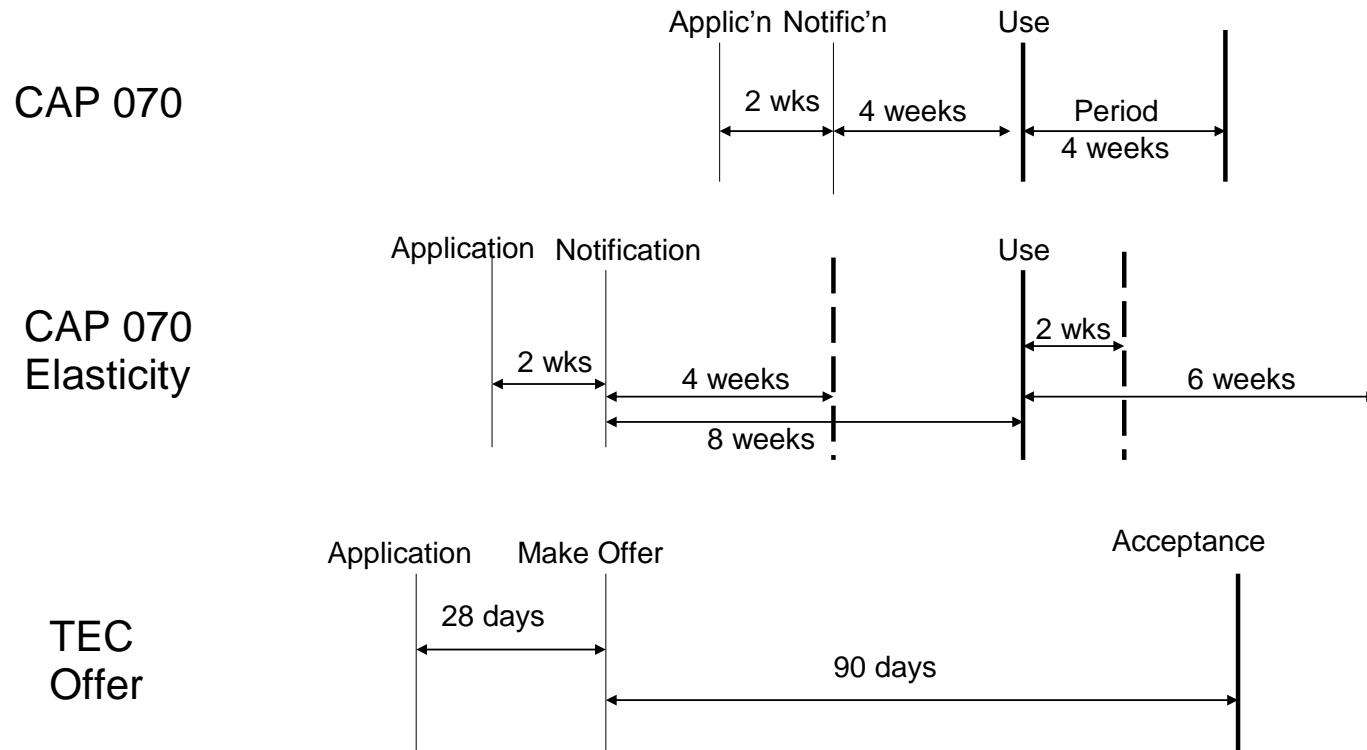 Applic’n Notific’n Use
CAP 070
2 wks
4 weeks
Period
4 weeks
Application Notification Use
CAP 070
Elasticity
2 wks
2 wks
4 weeks
6 weeks
8 weeks
Application Make Offer Acceptance
TEC
Offer
28 days
90 days